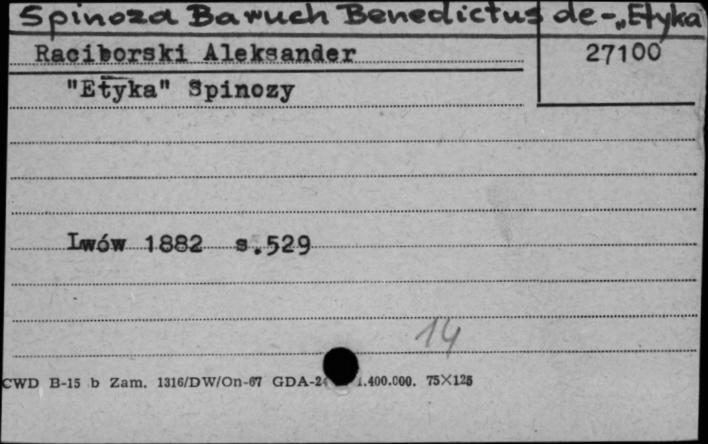 Spinoza Baruch Benedictus de - „Etyka
Raciborski Aleksander
27100
"Etyka" Spinozy
Lwów 1882 s.529
14
CWD B-15 b Zam. 1316/DW/On-67 GDA-2 1.400.000. 75×125